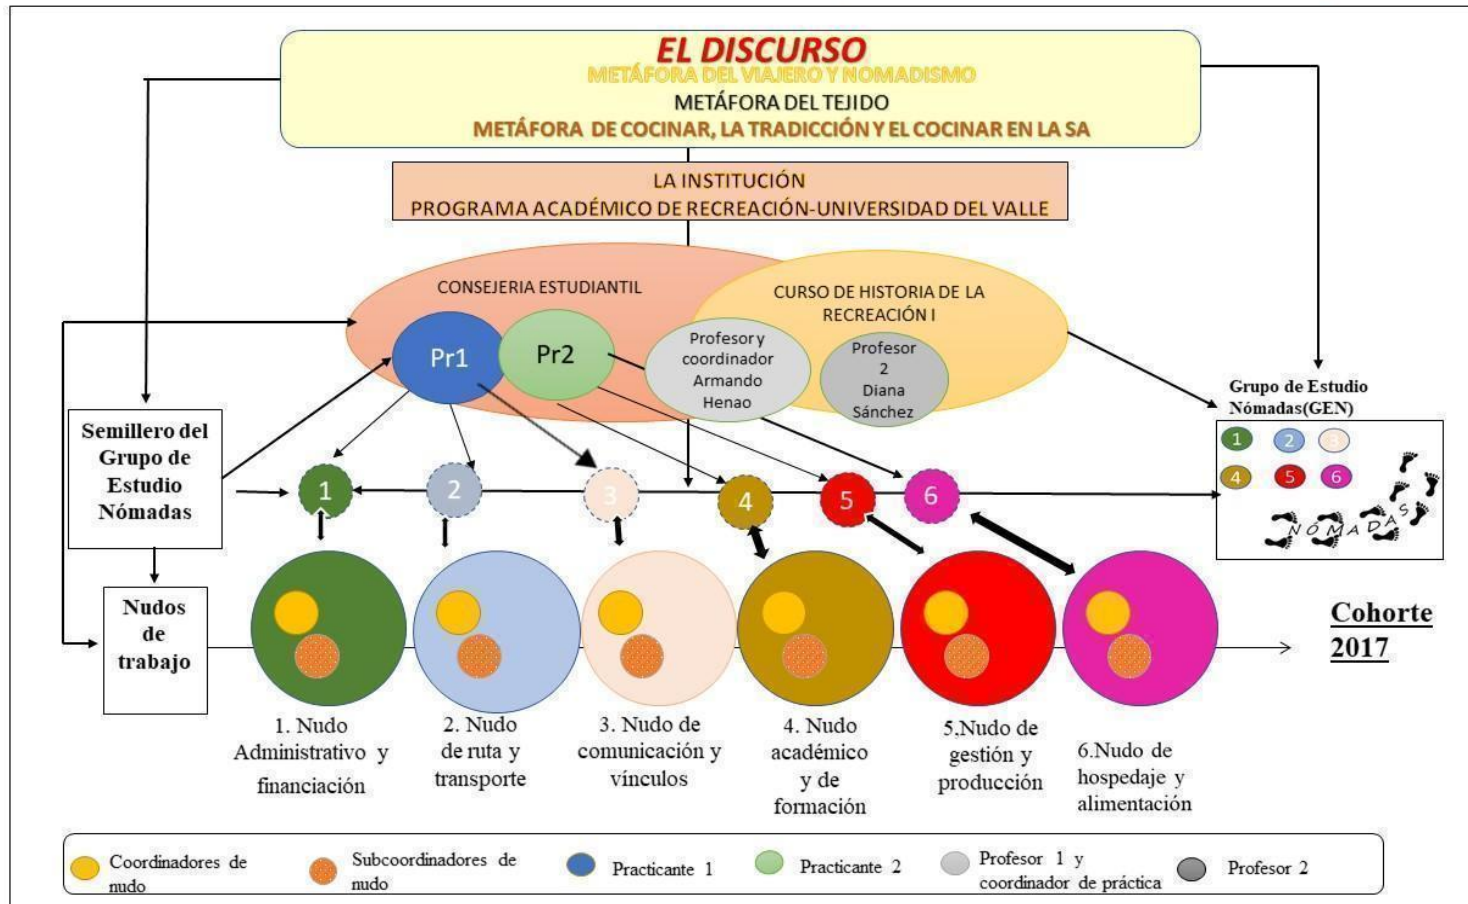 EL DISCURSO
METÁFORA DEL VIAJERO Y NOMADISMO
METÁFORA DEL TEJIDO
METÁFORA DE COCINAR, LA TRADICCIÓN Y EL COCINAR EN LA SA
LA INSTITUCIÓN
PROGRAMA ACADÉMICO DE RECREACIÓN-UNIVERSIDAD DEL VALLE
CONSEJERIA ESTUDIANTIL
CURSO DE HISTORIA DE LA
RECREACIÓN I
Pr1
Pr2
Profesor y
coordinador
Armando
Henao
Profesor
2
Diana
Sánchez
Semillero del
Grupo de
Estudio
Nómadas
Grupo de Estudio
Nómadas(GEN)
1
2
3
4
5
6
NÓMADAS
1
2
3
4
5
6
Nudos
de
trabajo
Cohorte
2017
1. Nudo
Administrativo y
financiación
2. Nudo
de ruta y
transporte
3. Nudo de
comunicación y
vínculos
4. Nudo
académico
y de
formación
5.Nudo de
gestión y
producción
6.Nudo de
hospedaje y
alimentación
Coordinadores de
nudo
Subcoordinadores de
nudo
Practicante 1
Practicante 2
Profesor 1 y
coordinador de práctica
Profesor 2